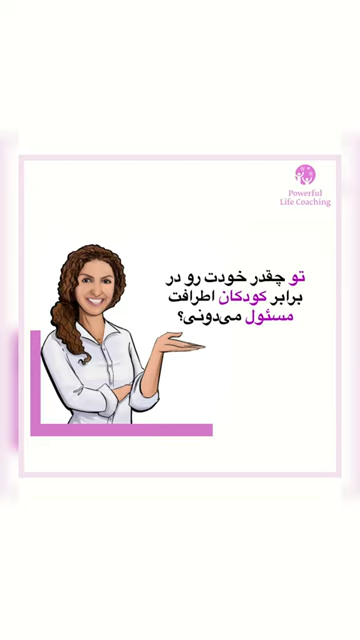 Powerful
Life Coaching
تو چقدر خودت رو در
برابر کودکان اطرافت
مسئول می‌دونی؟